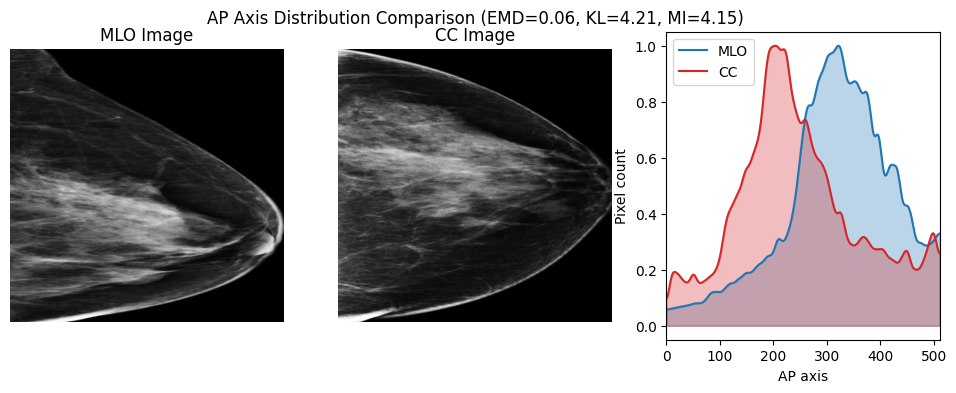 AP Axis Distribution Comparison (EMD=0.06, KL=4.21, MI=4.15)
MLO Image
CC Image
MLO
CC
Pixel count
1.0
0.8
0.6
0.4
0.2
0.0
0 100 200 300 400 500
AP axis